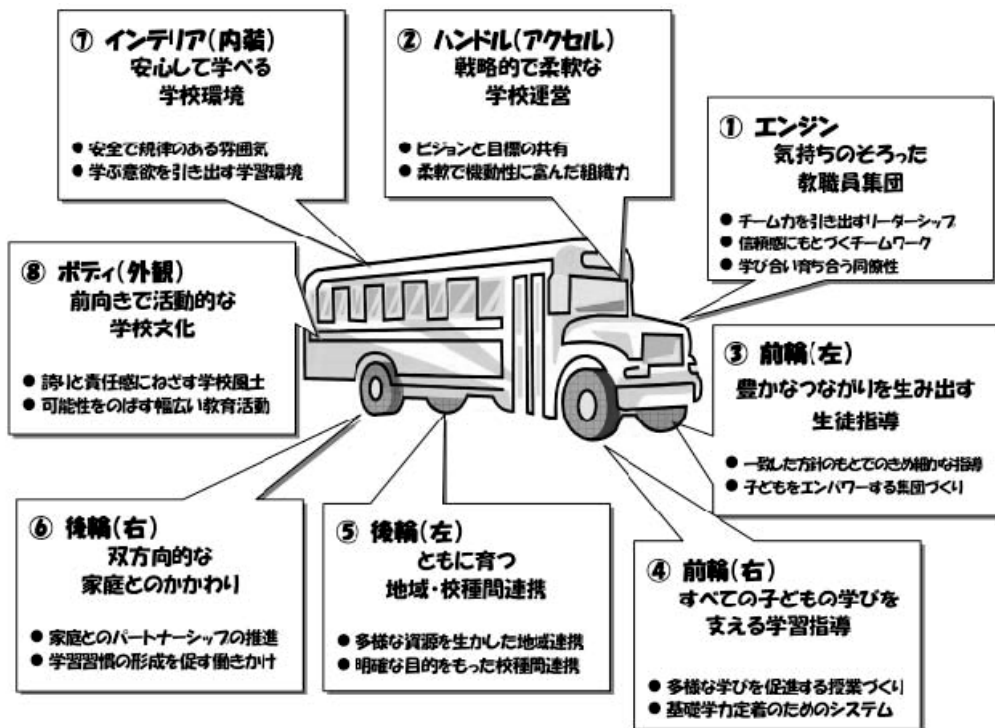 ⑦ インテリア(内装)
安心して学べる
学校環境
● 安全で規律のある雰囲気
● 学ぶ意欲を引き出す学習環境
② ハンドル(アクセル)
戦略的で柔軟な
学校運営
● ビジョンと目標の共有
● 柔軟で機動性に富んだ組織力
① エンジン
気持ちのそろった
教職員集団
● チーム力を引き出すリーダーシップ
● 信頼感にもとづくチームワーク
● 学び合い育ち合う同僚性
⑧ ボディ(外観)
前向きで活動的な
学校文化
● 誇りと責任感にねざす学校風土
● 可能性をのばす幅広い教育活動
③ 前輪(左)
豊かなつながりを生み出す
生徒指導
● 一致した方針のもとでのきめ細かな指導
● 子どもをエンパワーする集団づくり
⑥ 後輪(右)
双方向的な
家庭とのかかわり
● 家庭とのパートナーシップの推進
● 学習習慣の形成を促す働きかけ
⑤ 後輪(左)
ともに育つ
地域・校種間連携
● 多様な資源を生かした地域連携
● 明確な目的をもった校種間連携
④ 前輪(右)
すべての子どもの学びを
支える学習指導
● 多様な学びを促進する授業づくり
● 基礎学力定着のためのシステム